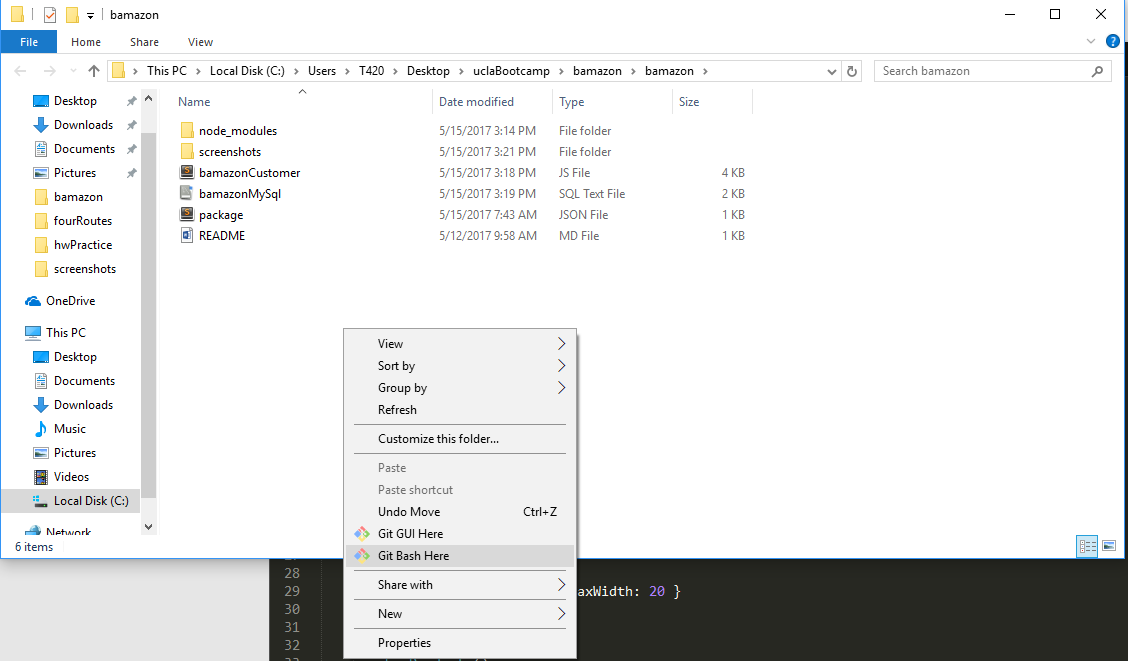 bamazon
File Home Share View
This PC Local Disk (C:) Users T420 Desktop uclaBootcamp bamazon bamazon Search bamazon
Name Date modified Type Size
Desktop
Downloads
Documents
Pictures
bamazon
fourRoutes
hwPractice
screenshots
OneDrive
This PC
Desktop
Documents
Downloads
Music
Pictures
Videos
Local Disk (C:)
Network
node_modules 5/15/2017 3:14 PM File folder
screenshots 5/15/2017 3:21 PM File folder
bamazonCustomer 5/15/2017 3:18 PM JS File 4 KB
bamazonMySql 5/15/2017 3:19 PM SQL Text File 2 KB
package 5/15/2017 7:43 AM JSON File 1 KB
README 5/12/2017 9:58 AM MD File 1 KB
View
Sort by
Group by
Refresh
Customize this folder...
Paste
Paste shortcut
Undo Move Ctrl+Z
Git GUI Here
Git Bash Here
Share with
New
Properties
6 items
28
29 axWidth: 20 }
30
31
32